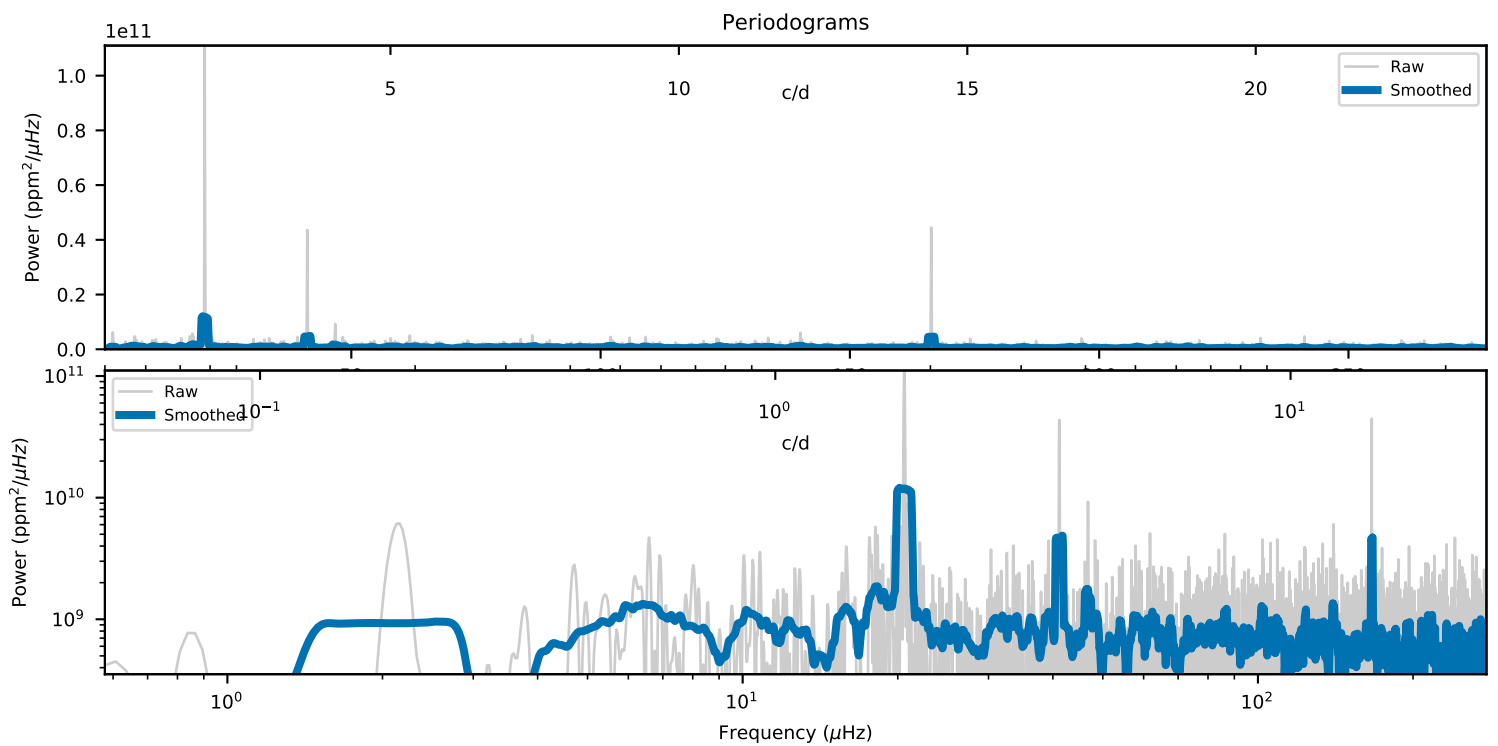 Periodograms
1e11
5 10 15 20
c/d
Raw
Smoothed
1.0
0.8
0.6
0.4
0.2
0.0
Power (ppm²/μHz)
10¹¹
10¹⁰
10⁹
Power (ppm²/μHz)
Raw
Smoothed
10⁻¹ 10⁰ 10¹
c/d
10⁰ 10¹ 10²
Frequency (μHz)